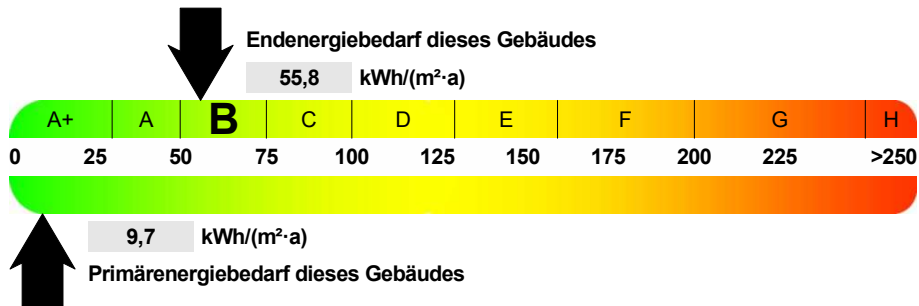 Endenergiebedarf dieses Gebäudes
55,8 kWh/(m²·a)
A+ A B C D E F G H
0 25 50 75 100 125 150 175 200 225 >250
9,7 kWh/(m²·a)
Primärenergiebedarf dieses Gebäudes